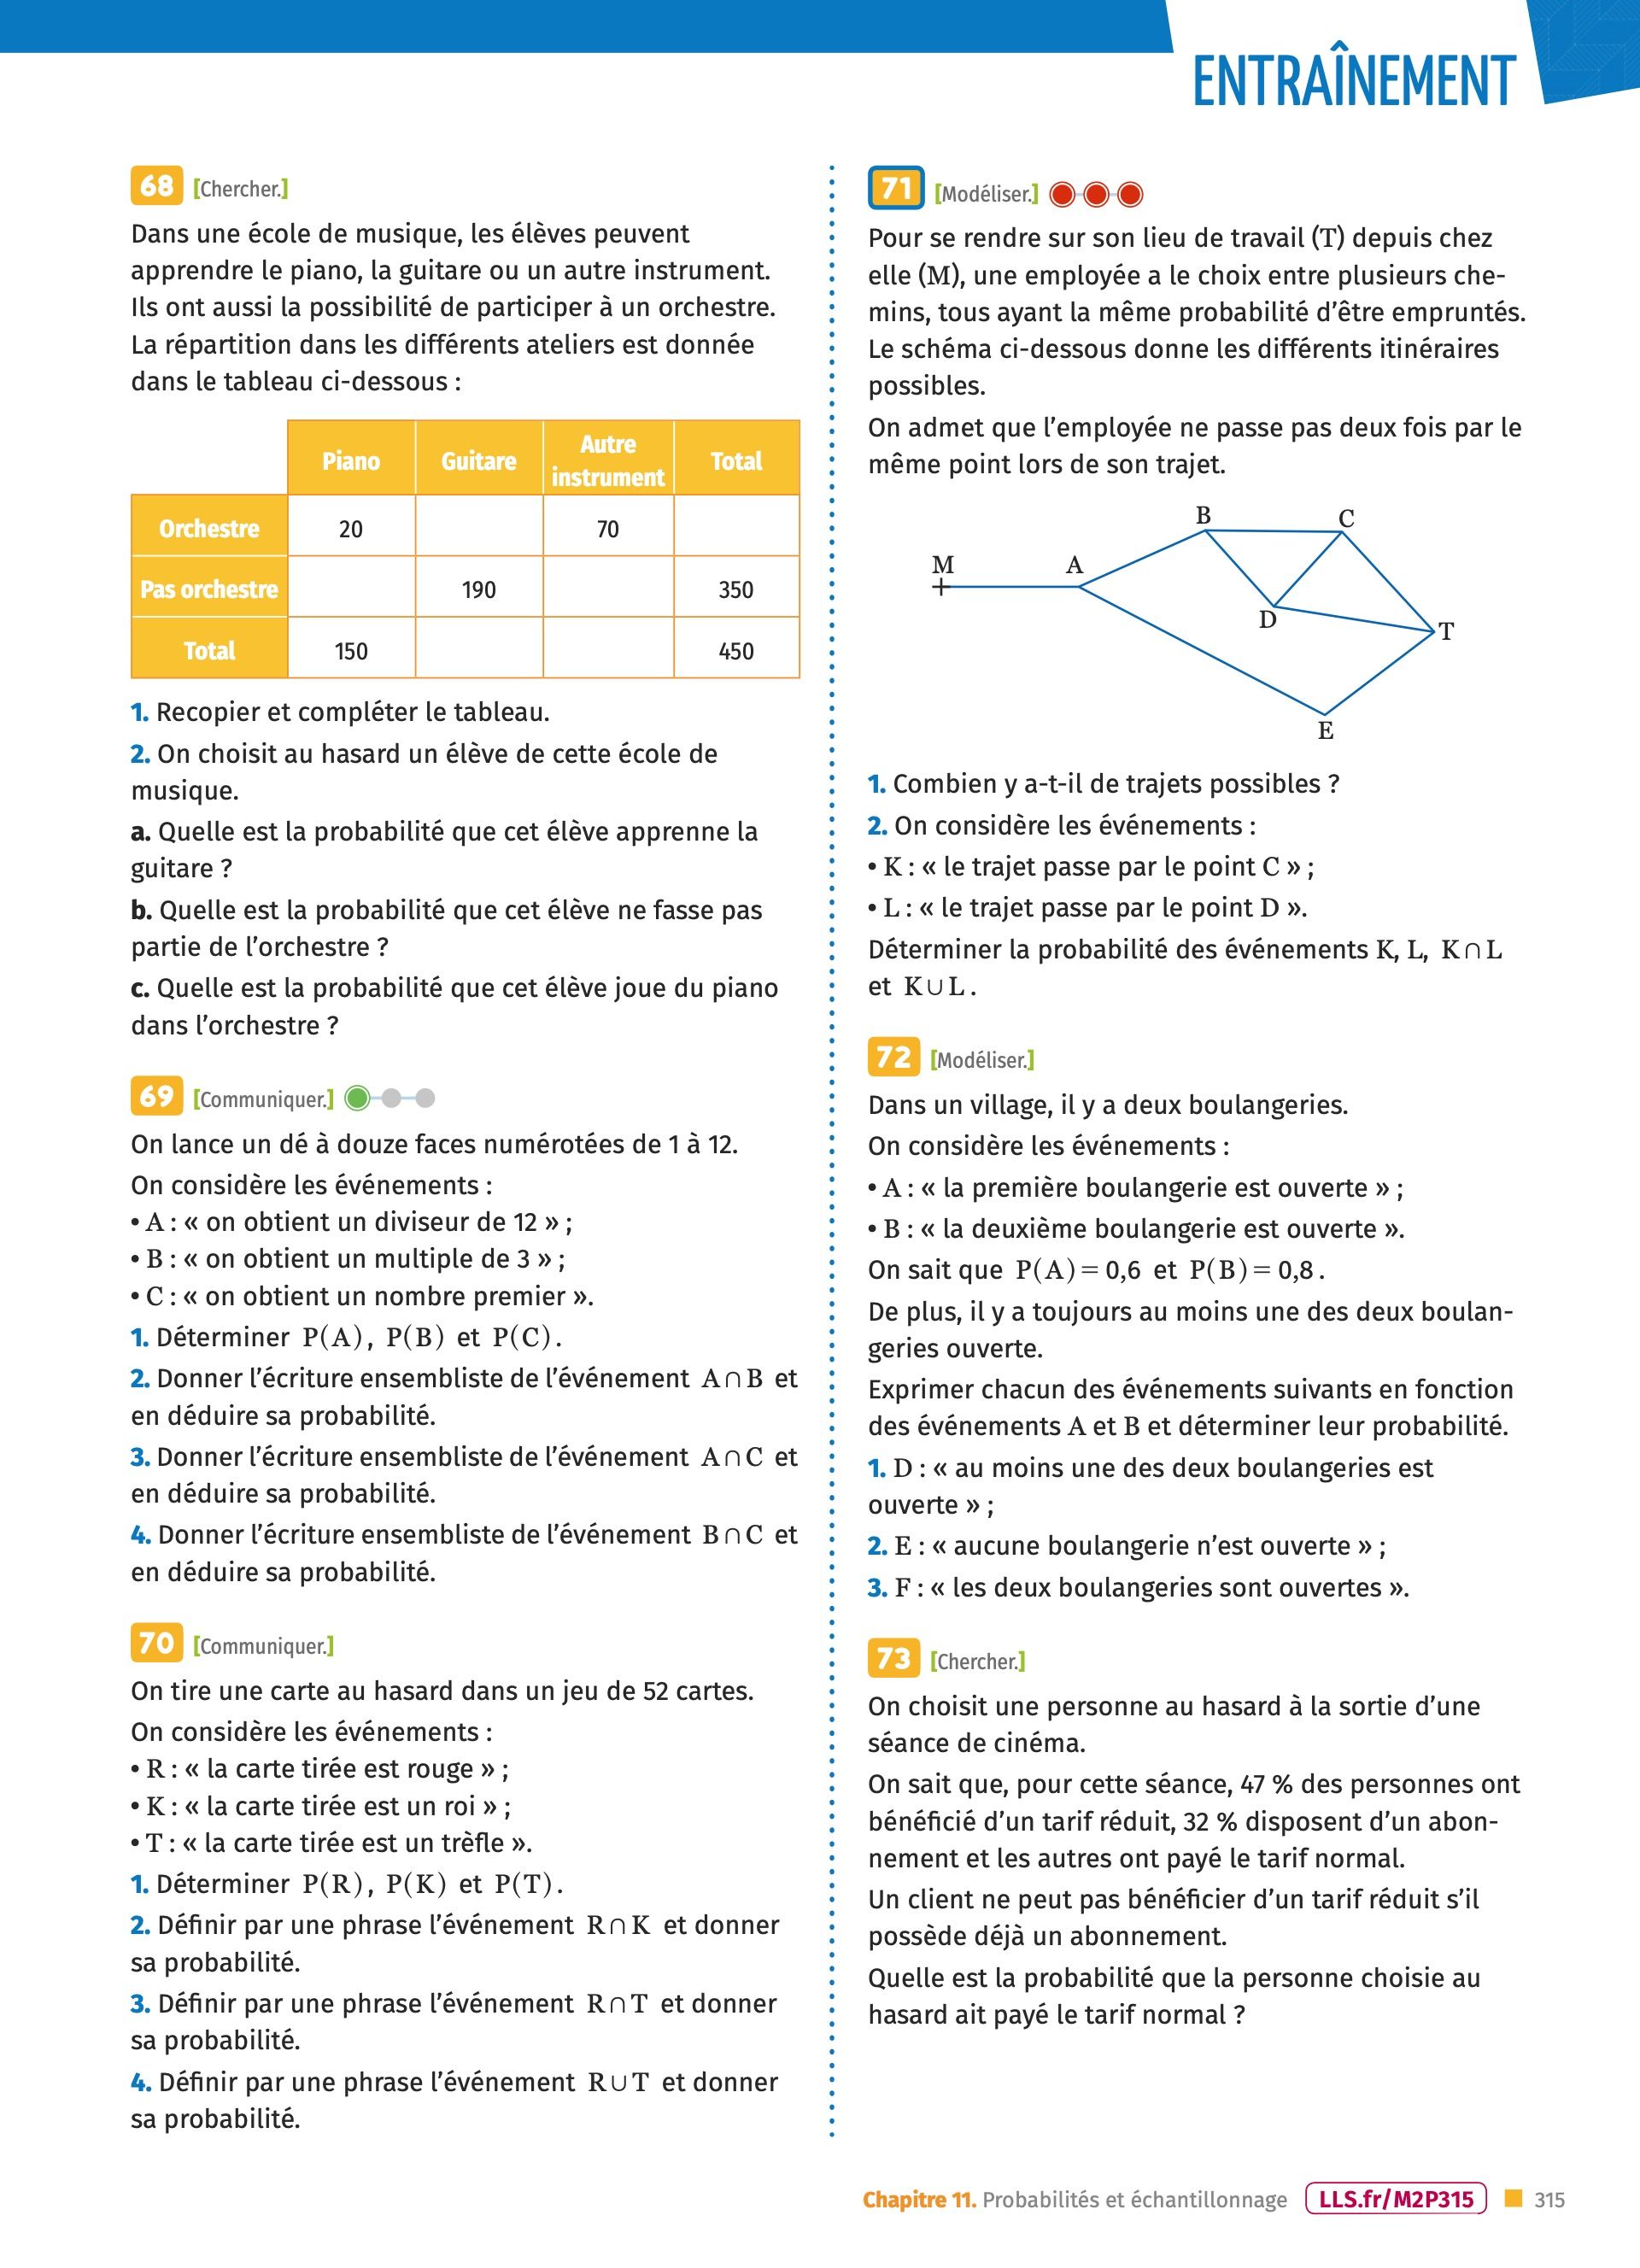 ENTRAÎNEMENT
68 [Chercher.]
Dans une école de musique, les élèves peuvent
apprendre le piano, la guitare ou un autre instrument.
Ils ont aussi la possibilité de participer à un orchestre.
La répartition dans les différents ateliers est donnée
dans le tableau ci-dessous :
Piano Guitare Autre instrument Total
Orchestre 20 70
Pas orchestre 190 350
Total 150 450
1. Recopier et compléter le tableau.
2. On choisit au hasard un élève de cette école de
musique.
a. Quelle est la probabilité que cet élève apprenne la
guitare ?
b. Quelle est la probabilité que cet élève ne fasse pas
partie de l'orchestre ?
c. Quelle est la probabilité que cet élève joue du piano
dans l'orchestre ?
69 [Communiquer.]
On lance un dé à douze faces numérotées de 1 à 12.
On considère les événements :
• A : « on obtient un diviseur de 12 » ;
• B : « on obtient un multiple de 3 » ;
• C : « on obtient un nombre premier ».
1. Déterminer P(A), P(B) et P(C).
2. Donner l'écriture ensembliste de l'événement A∩B et
en déduire sa probabilité.
3. Donner l'écriture ensembliste de l'événement A∩C et
en déduire sa probabilité.
4. Donner l'écriture ensembliste de l'événement B∩C et
en déduire sa probabilité.
70 [Communiquer.]
On tire une carte au hasard dans un jeu de 52 cartes.
On considère les événements :
• R : « la carte tirée est rouge » ;
• K : « la carte tirée est un roi » ;
• T : « la carte tirée est un trèfle ».
1. Déterminer P(R), P(K) et P(T).
2. Définir par une phrase l'événement R∩K et donner
sa probabilité.
3. Définir par une phrase l'événement R∩T et donner
sa probabilité.
4. Définir par une phrase l'événement R∪T et donner
sa probabilité.
71 [Modéliser.]
Pour se rendre sur son lieu de travail (T) depuis chez
elle (M), une employée a le choix entre plusieurs che-
mins, tous ayant la même probabilité d'être empruntés.
Le schéma ci-dessous donne les différents itinéraires
possibles.
On admet que l'employée ne passe pas deux fois par le
même point lors de son trajet.
B C
M A
D T
E
1. Combien y a-t-il de trajets possibles ?
2. On considère les événements :
• K : « le trajet passe par le point C » ;
• L : « le trajet passe par le point D ».
Déterminer la probabilité des événements K, L, K∩L
et K∪L.
72 [Modéliser.]
Dans un village, il y a deux boulangeries.
On considère les événements :
• A : « la première boulangerie est ouverte » ;
• B : « la deuxième boulangerie est ouverte ».
On sait que P(A) = 0,6 et P(B) = 0,8.
De plus, il y a toujours au moins une des deux boulan-
geries ouverte.
Exprimer chacun des événements suivants en fonction
des événements A et B et déterminer leur probabilité.
1. D : « au moins une des deux boulangeries est
ouverte » ;
2. E : « aucune boulangerie n'est ouverte » ;
3. F : « les deux boulangeries sont ouvertes ».
73 [Chercher.]
On choisit une personne au hasard à la sortie d'une
séance de cinéma.
On sait que, pour cette séance, 47 % des personnes ont
bénéficié d'un tarif réduit, 32 % disposent d'un abon-
nement et les autres ont payé le tarif normal.
Un client ne peut pas bénéficier d'un tarif réduit s'il
possède déjà un abonnement.
Quelle est la probabilité que la personne choisie au
hasard ait payé le tarif normal ?
Chapitre 11. Probabilités et échantillonnage LLS.fr/M2P315 315